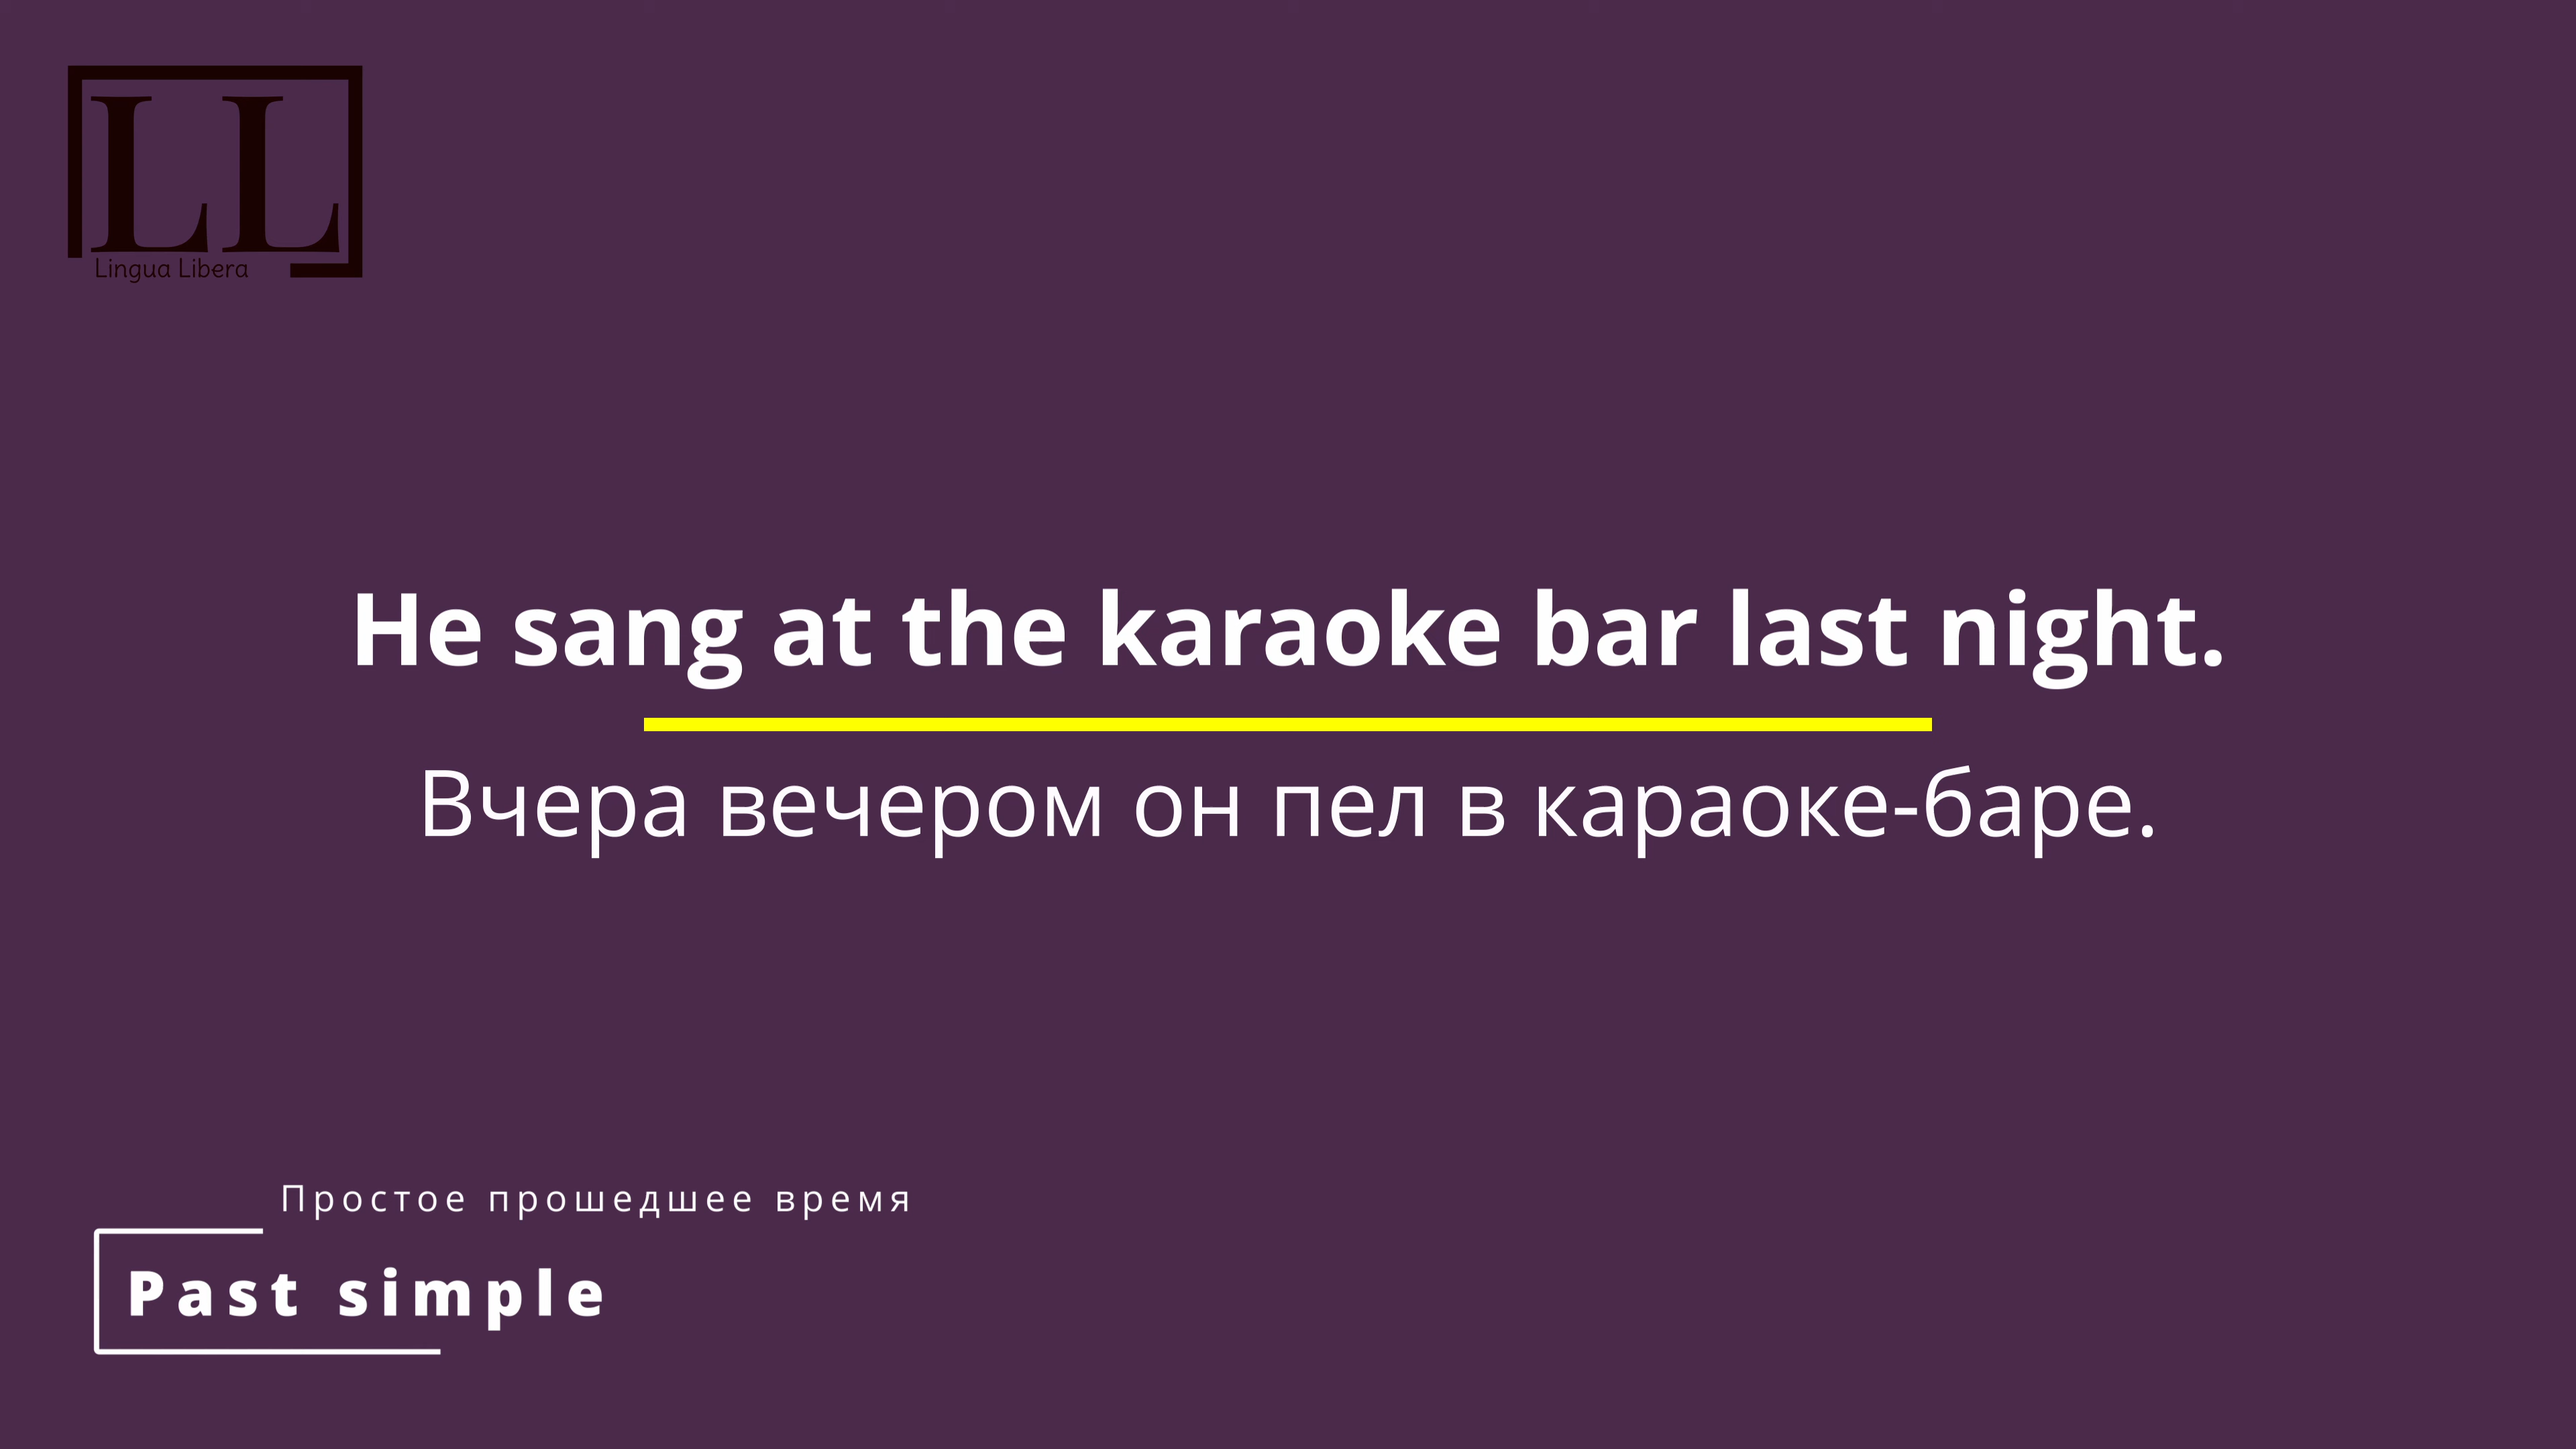 LL
Lingua Libera
He sang at the karaoke bar last night.
Вчера вечером он пел в караоке-баре.
Простое прошедшее время
Past simple